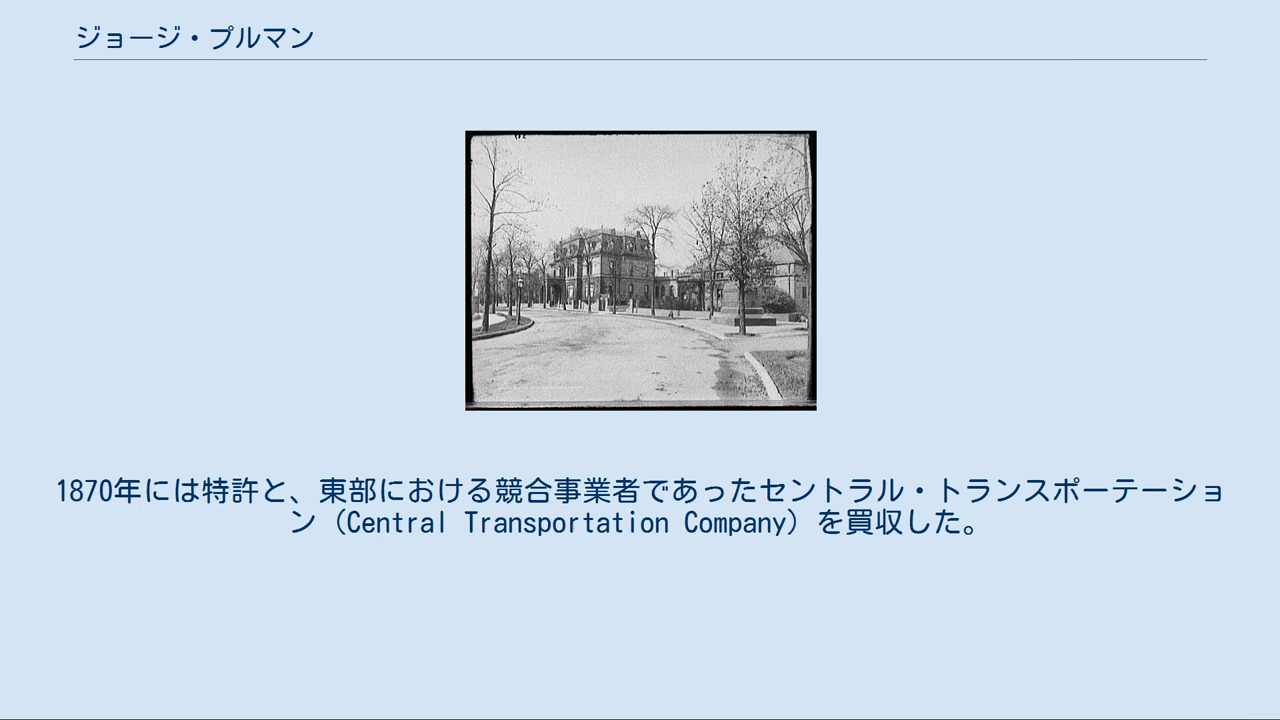 ジョージ・プルマン
1870年には特許と、東部における競合事業者であったセントラル・トランスポーテーショ
ン（Central Transportation Company）を買収した。